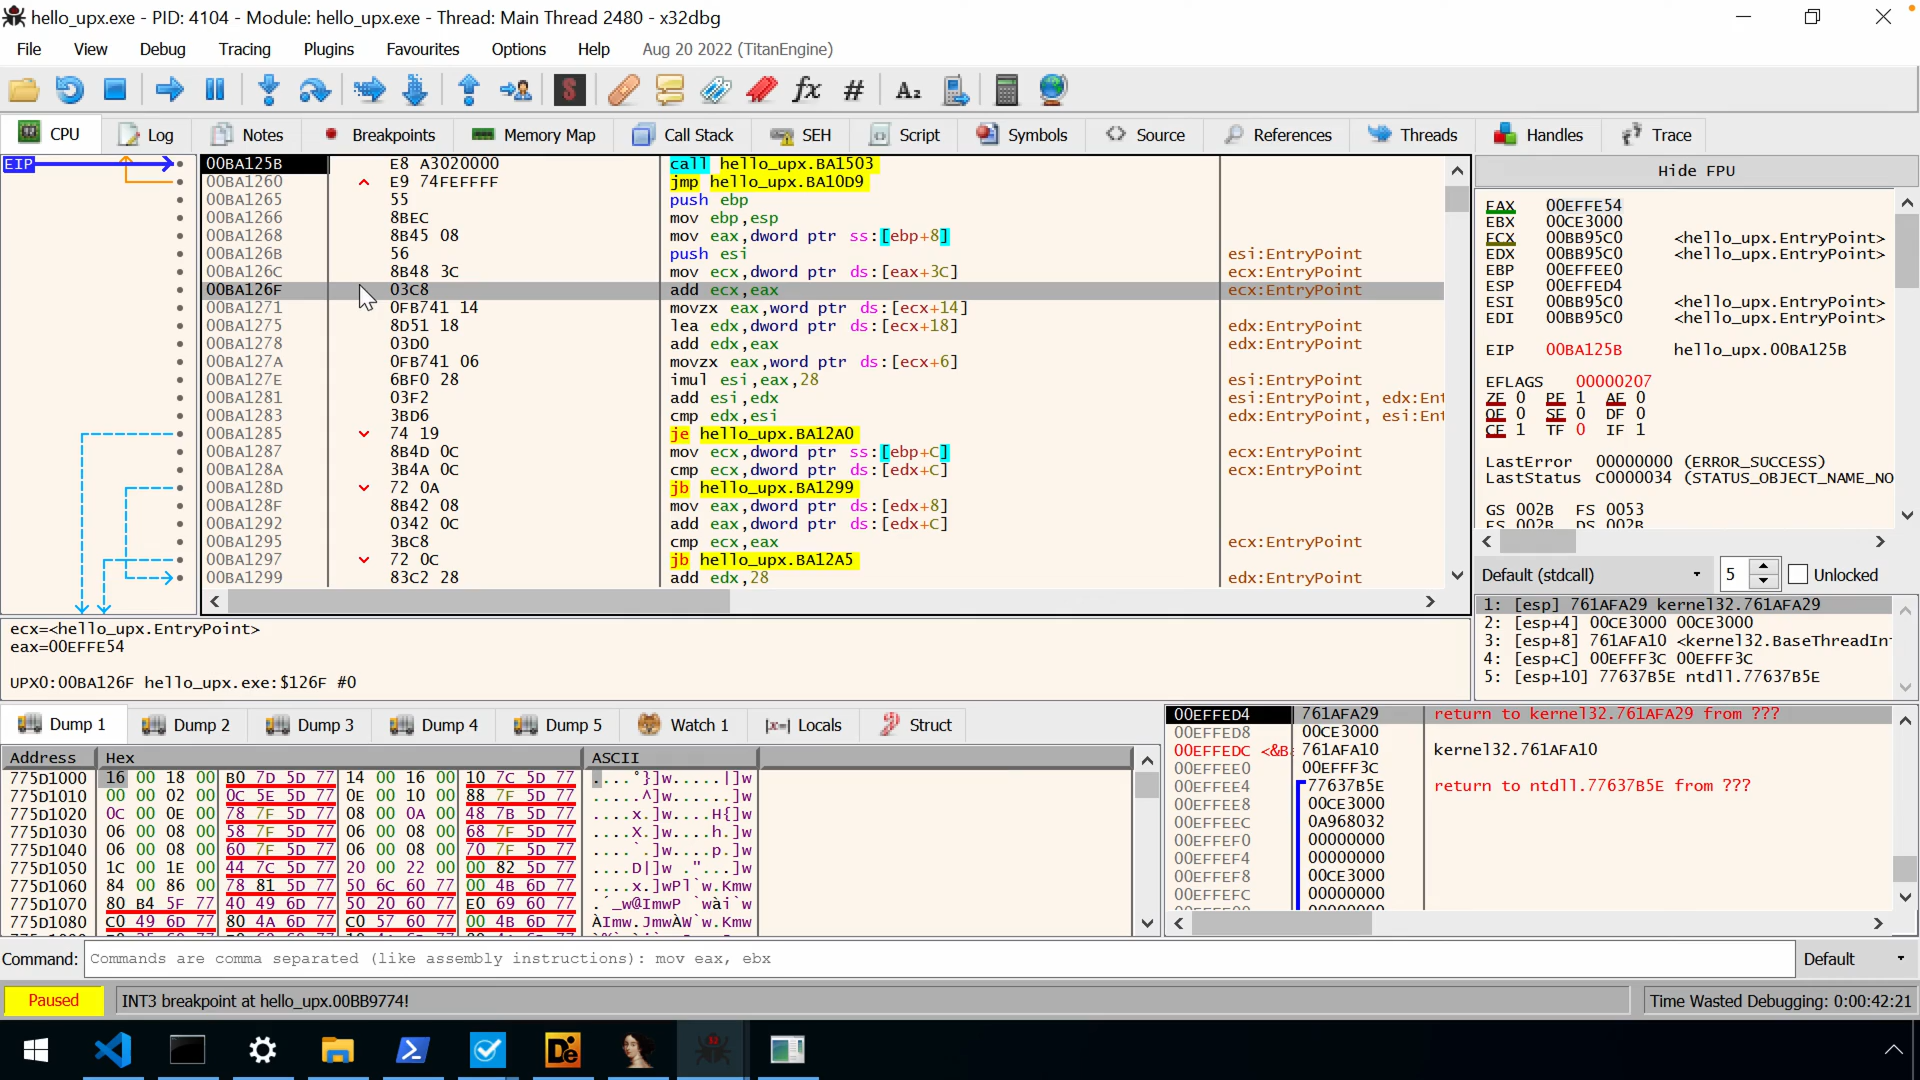 hello_upx.exe - PID: 4104 - Module: hello_upx.exe - Thread: Main Thread 2480 - x32dbg
File View Debug Tracing Plugins Favourites Options Help Aug 20 2022 (TitanEngine)
CPU Log Notes Breakpoints Memory Map Call Stack SEH Script Symbols Source References Threads Handles Trace
EIP 00BA125B E8 A3020000 call hello_upx.BA1503
00BA1260 E9 74FEFFFF jmp hello_upx.BA10D9
00BA1265 55 push ebp
00BA1266 8BEC mov ebp,esp
00BA1268 8B45 08 mov eax,dword ptr ss:[ebp+8]
00BA126B 56 push esi esi:EntryPoint
00BA126C 8B48 3C mov ecx,dword ptr ds:[eax+3C] ecx:EntryPoint
00BA126F 03C8 add ecx,eax ecx:EntryPoint
00BA1271 0FB741 14 movzx eax,word ptr ds:[ecx+14]
00BA1275 8D51 18 lea edx,dword ptr ds:[ecx+18] edx:EntryPoint
00BA1278 03D0 add edx,eax edx:EntryPoint
00BA127A 0FB741 06 movzx eax,word ptr ds:[ecx+6]
00BA127E 6BF0 28 imul esi,eax,28 esi:EntryPoint
00BA1281 03F2 add esi,edx esi:EntryPoint, edx:Ent
00BA1283 3BD6 cmp edx,esi edx:EntryPoint, esi:Ent
00BA1285 74 19 je hello_upx.BA12A0
00BA1287 8B4D 0C mov ecx,dword ptr ss:[ebp+C] ecx:EntryPoint
00BA128A 3B4A 0C cmp ecx,dword ptr ds:[edx+C] ecx:EntryPoint
00BA128D 72 0A jb hello_upx.BA1299
00BA128F 8B42 08 mov eax,dword ptr ds:[edx+8]
00BA1292 0342 0C add eax,dword ptr ds:[edx+C]
00BA1295 3BC8 cmp ecx,eax ecx:EntryPoint
00BA1297 72 0C jb hello_upx.BA12A5
00BA1299 83C2 28 add edx,28 edx:EntryPoint
Hide FPU
EAX 00EFFE54
EBX 00CE3000
ECX 00BB95C0 <hello_upx.EntryPoint>
EDX 00BB95C0 <hello_upx.EntryPoint>
EBP 00EFFEE0
ESP 00EFFED4
ESI 00BB95C0 <hello_upx.EntryPoint>
EDI 00BB95C0 <hello_upx.EntryPoint>
EIP 00BA125B hello_upx.00BA125B
EFLAGS 00000207
ZF 0 PF 1 AF 0
OF 0 SF 0 DF 0
CF 1 TF 0 IF 1
LastError 00000000 (ERROR_SUCCESS)
LastStatus C0000034 (STATUS_OBJECT_NAME_NO
GS 002B FS 0053
ES 002B DS 002B
Default (stdcall) 5 Unlocked
1: [esp] 761AFA29 kernel32.761AFA29
2: [esp+4] 00CE3000 00CE3000
3: [esp+8] 761AFA10 <kernel32.BaseThreadIni
4: [esp+C] 00EFFF3C 00EFFF3C
5: [esp+10] 77637B5E ntdll.77637B5E
ecx=<hello_upx.EntryPoint>
eax=00EFFE54
UPX0:00BA126F hello_upx.exe:$126F #0
Dump 1 Dump 2 Dump 3 Dump 4 Dump 5 Watch 1 Locals Struct
Address Hex ASCII
775D1000 16 00 18 00 B0 7D 5D 77 14 00 16 00 10 7C 5D 77 ....°}]w.....|]w
775D1010 00 00 02 00 0C 5E 5D 77 0E 00 10 00 88 7F 5D 77 .....^]w......]w
775D1020 0C 00 0E 00 78 7F 5D 77 08 00 0A 00 48 7B 5D 77 ....x.]w....H{]w
775D1030 06 00 08 00 58 7F 5D 77 06 00 08 00 68 7F 5D 77 ....X.]w....h.]w
775D1040 06 00 08 00 60 7F 5D 77 06 00 08 00 70 7F 5D 77 ....`.]w....p.]w
775D1050 1C 00 1E 00 44 7C 5D 77 20 00 22 00 00 82 5D 77 ....D|]w ."...]w
775D1060 84 00 86 00 78 81 5D 77 50 6C 60 77 00 4B 6D 77 ....x.]wPl`w.Kmw
775D1070 80 B4 5F 77 40 49 6D 77 50 20 60 77 E0 69 60 77 .´_w@ImwP `wài`w
775D1080 C0 49 6D 77 80 4A 6D 77 C0 57 60 77 00 4B 6D 77 ÀImw.JmwÀW`w.Kmw
00EFFED4 761AFA29 return to kernel32.761AFA29 from ???
00EFFED8 00CE3000
00EFFEDC <&B 761AFA10 kernel32.761AFA10
00EFFEE0 00EFFF3C
00EFFEE4 77637B5E return to ntdll.77637B5E from ???
00EFFEE8 00CE3000
00EFFEEC 0A968032
00EFFEF0 00000000
00EFFEF4 00000000
00EFFEF8 00CE3000
00EFFEFC 00000000
Command: Commands are comma separated (like assembly instructions): mov eax, ebx Default
Paused INT3 breakpoint at hello_upx.00BB9774! Time Wasted Debugging: 0:00:42:21